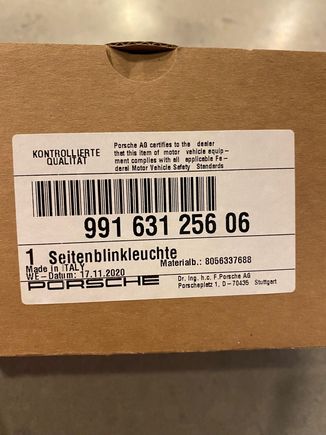 KONTROLLIERTE
QUALITÄT
Porsche AG certifies to the dealer
that this item of motor vehicle equip-
ment complies with all applicable Fe-
deral Motor Vehicle Safety Standards
991 631 256 06
1 Seitenblinkleuchte
Made in ITALY
Materialb.: 8056337688
WE-Datum: 17.11.2020
PORSCHE
Dr. Ing. h.c. F.Porsche AG
Porscheplatz 1, D-70435 Stuttgart